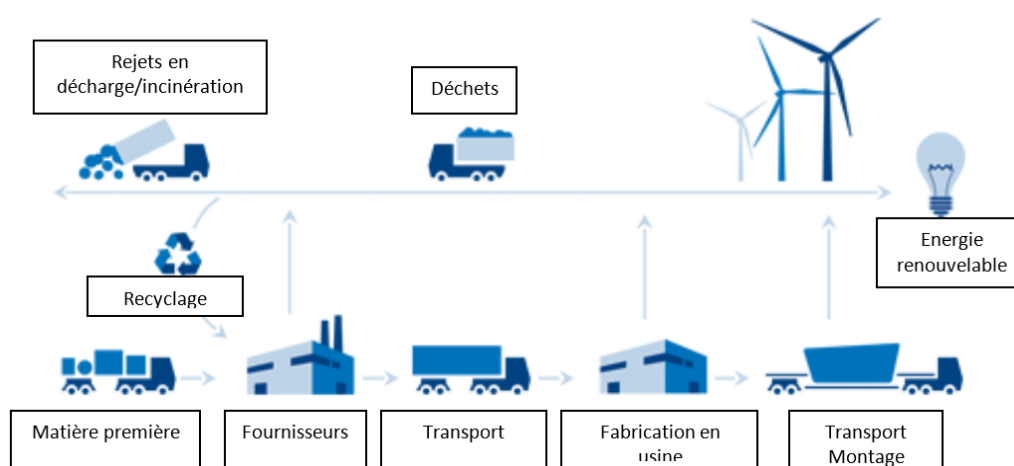 Rejets en
décharge/incinération
Déchets
Energie
renouvelable
Recyclage
Matière première
Fournisseurs
Transport
Fabrication en
usine
Transport
Montage